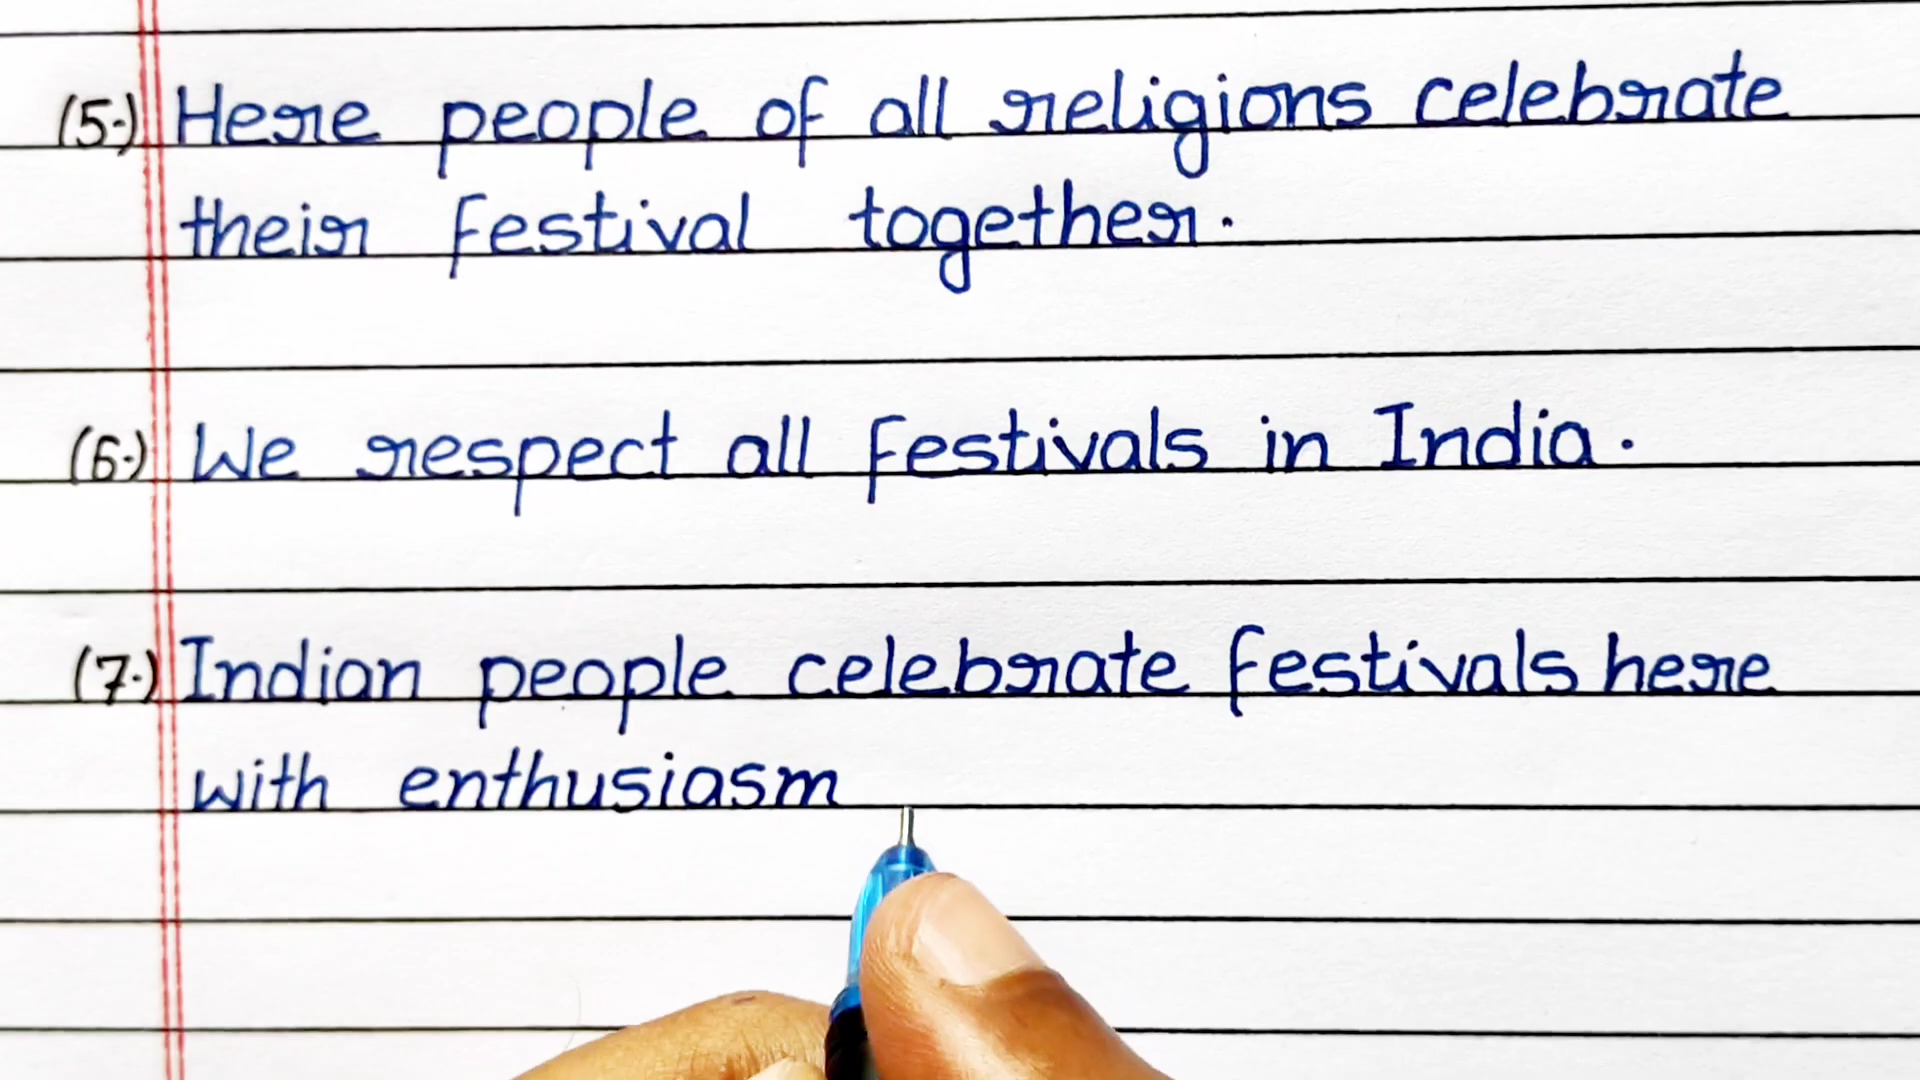 (5.) Here people of all religions celebrate
their festival together.
(6.) We respect all festivals in India.
(7.) Indian people celebrate festivals here
with enthusiasm